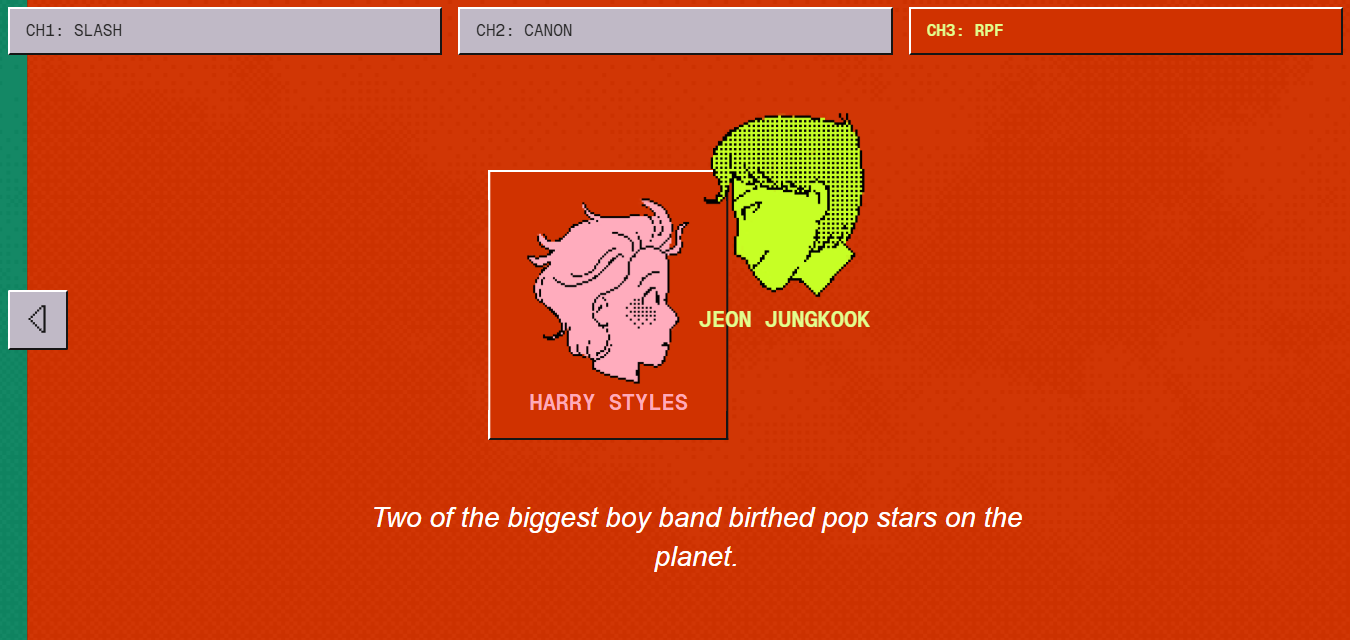 CH1: SLASH
CH2: CANON
CH3: RPF
JEON JUNGKOOK
HARRY STYLES
Two of the biggest boy band birthed pop stars on the
planet.